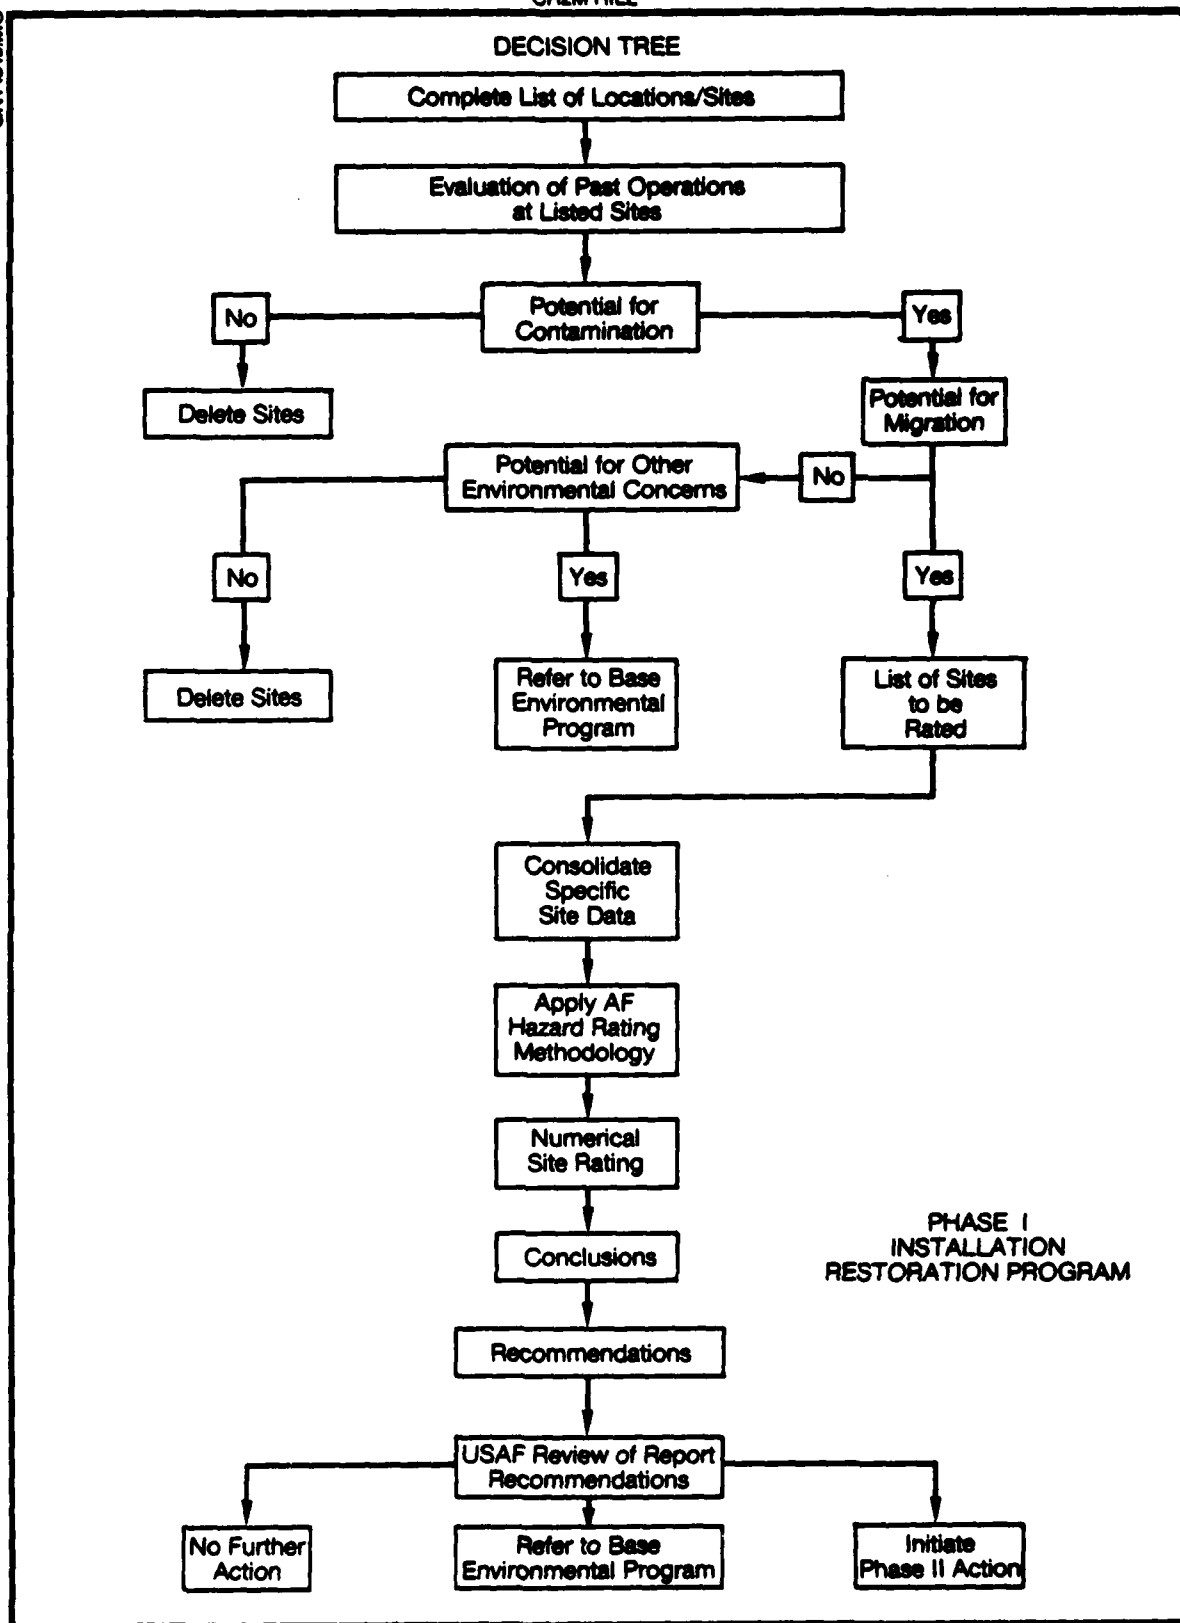 DECISION TREE
Complete List of Locations/Sites
Evaluation of Past Operations
at Listed Sites
No
Potential for
Contamination
Yes
Delete Sites
Potential for
Migration
Potential for Other
Environmental Concerns
No
No
Yes
Yes
Delete Sites
Refer to Base
Environmental
Program
List of Sites
to be
Rated
Consolidate
Specific
Site Data
Apply AF
Hazard Rating
Methodology
Numerical
Site Rating
Conclusions
PHASE I
INSTALLATION
RESTORATION PROGRAM
Recommendations
USAF Review of Report
Recommendations
No Further
Action
Refer to Base
Environmental Program
Initiate
Phase II Action